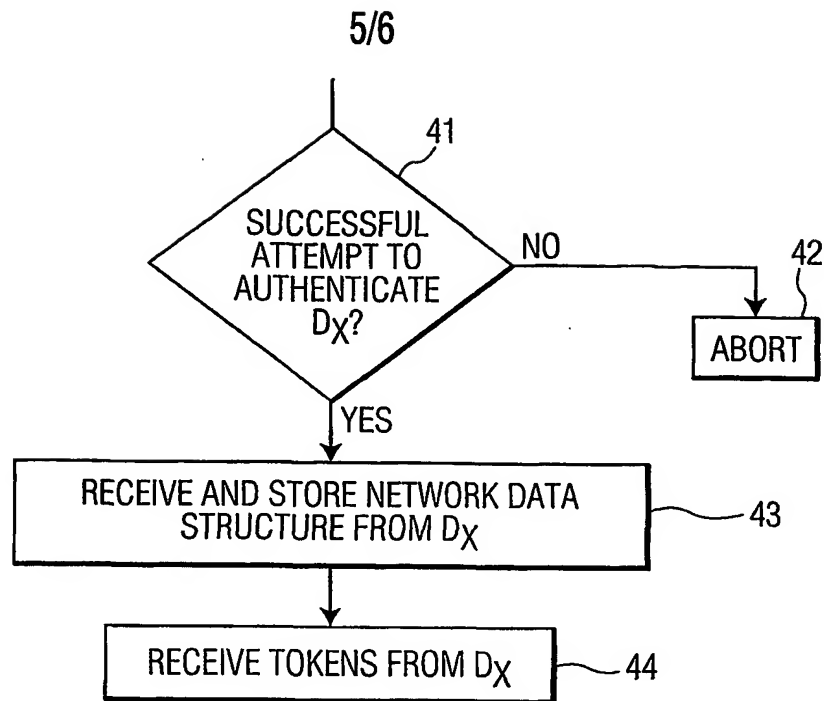 5/6
41
SUCCESSFUL
ATTEMPT TO
AUTHENTICATE
DX?
NO
42
ABORT
YES
RECEIVE AND STORE NETWORK DATA
STRUCTURE FROM DX
43
RECEIVE TOKENS FROM DX
44